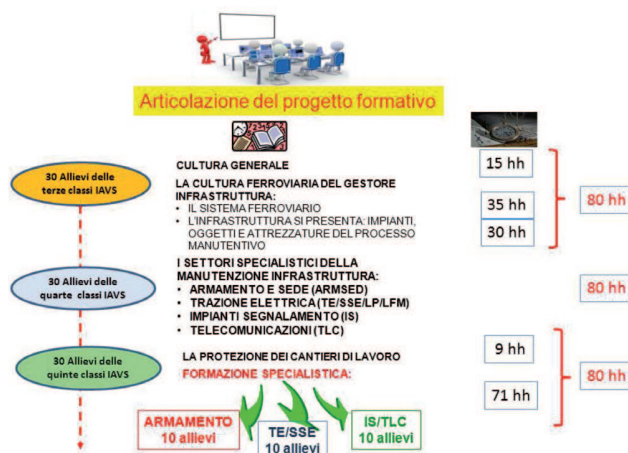 Articolazione del progetto formativo
CULTURA GENERALE
15 hh
30 Allievi delle
terze classi IAVS
LA CULTURA FERROVIARIA DEL GESTORE
INFRASTRUTTURA:
• IL SISTEMA FERROVIARIO
35 hh
80 hh
• L'INFRASTRUTTURA SI PRESENTA: IMPIANTI,
OGGETTI E ATTREZZATURE DEL PROCESSO
MANUTENTIVO
30 hh
30 Allievi delle
quarte classi IAVS
I SETTORI SPECIALISTICI DELLA
MANUTENZIONE INFRASTRUTTURA:
• ARMAMENTO E SEDE (ARMSED)
• TRAZIONE ELETTRICA (TE/SSE/LP/LFM)
• IMPIANTI SEGNALAMENTO (IS)
• TELECOMUNICAZIONI (TLC)
80 hh
30 Allievi delle
quinte classi IAVS
LA PROTEZIONE DEI CANTIERI DI LAVORO
9 hh
FORMAZIONE SPECIALISTICA:
71 hh
80 hh
ARMAMENTO
10 allievi
TE/SSE
10 allievi
IS/TLC
10 allievi